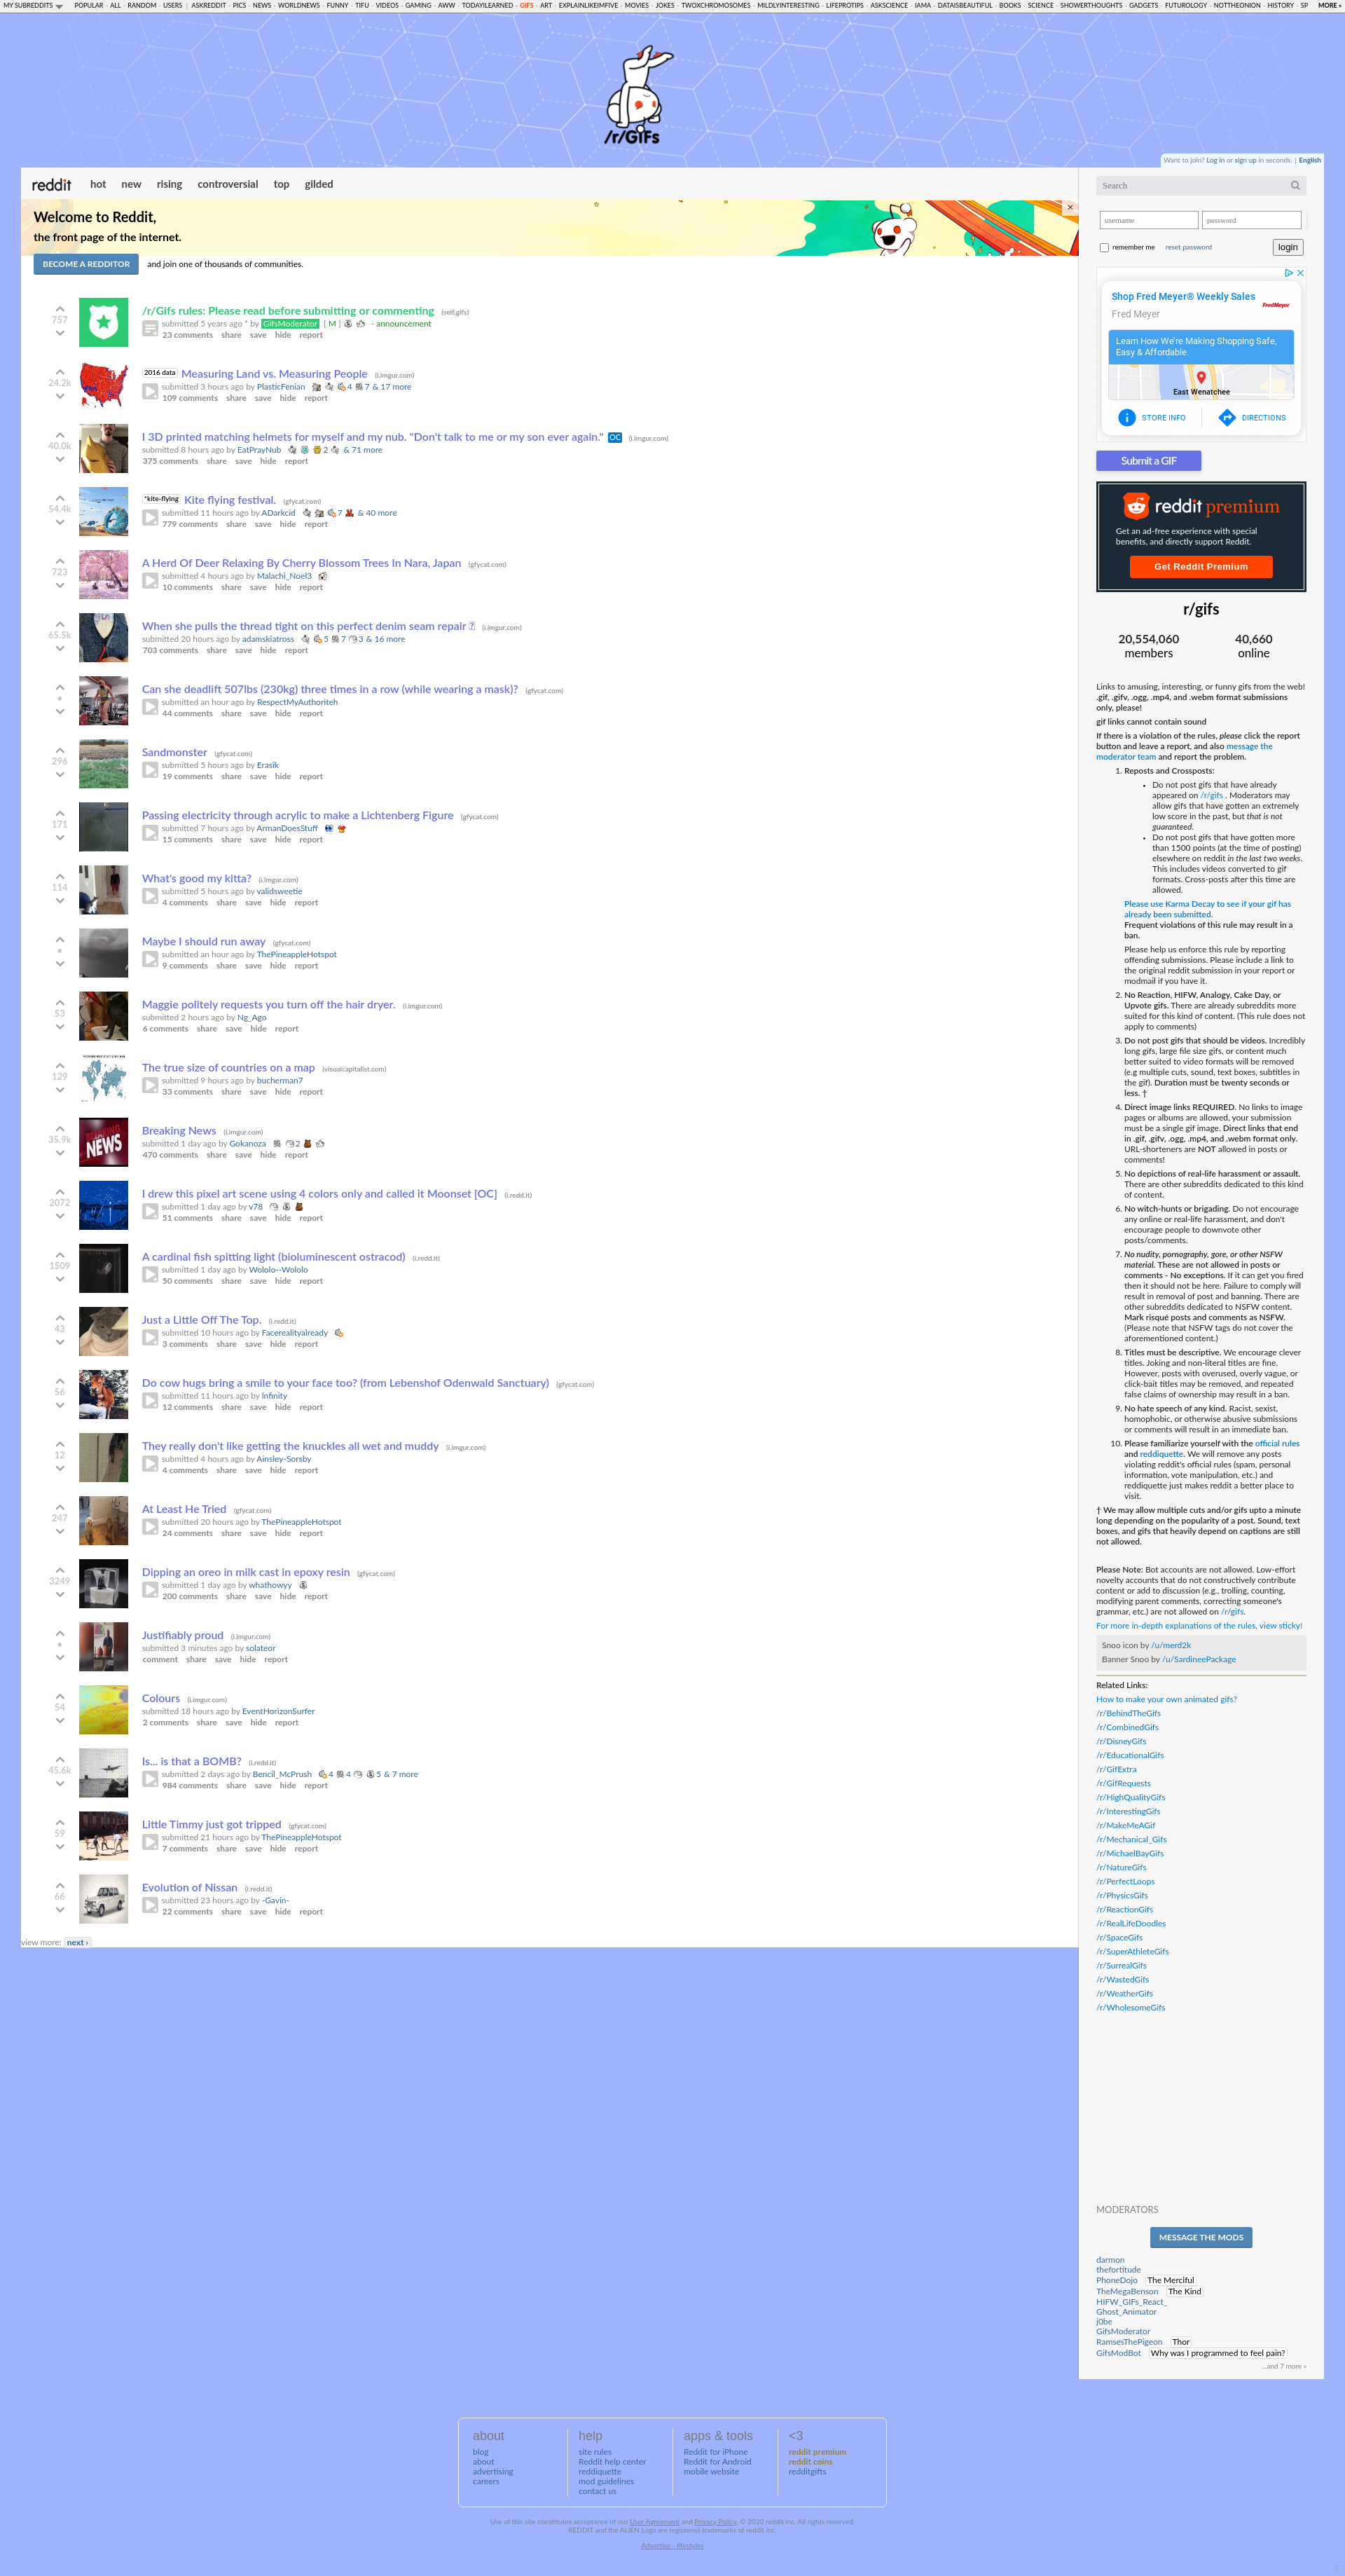 MY SUBREDDITS POPULAR - ALL - RANDOM - USERS | ASKREDDIT - PICS - NEWS - WORLDNEWS - FUNNY - TIFU - VIDEOS - GAMING - AWW - TODAYILEARNED - GIFS - ART - EXPLAINLIKEIMFIVE - MOVIES - JOKES - TWOXCHROMOSOMES - MILDLYINTERESTING - LIFEPROTIPS - ASKSCIENCE - IAMA - DATAISBEAUTIFUL - BOOKS - SCIENCE - SHOWERTHOUGHTS - GADGETS - FUTUROLOGY - NOTTHEONION - HISTORY - SP MORE »
/r/GIFs
Want to join? Log in or sign up in seconds. | English
reddit hot new rising controversial top gilded
Welcome to Reddit,
the front page of the internet.
×
BECOME A REDDITOR and join one of thousands of communities.
757
/r/Gifs rules: Please read before submitting or commenting (self.gifs)
submitted 5 years ago * by GifsModerator [ M ] - announcement
23 comments share save hide report
24.2k
2016 data Measuring Land vs. Measuring People (i.imgur.com)
submitted 3 hours ago by PlasticFenian 4 7 & 17 more
109 comments share save hide report
40.0k
I 3D printed matching helmets for myself and my nub. "Don't talk to me or my son ever again." OC (i.imgur.com)
submitted 8 hours ago by EatPrayNub 2 & 71 more
375 comments share save hide report
54.4k
*kite-flying Kite flying festival. (gfycat.com)
submitted 11 hours ago by ADarkcid 7 & 40 more
779 comments share save hide report
723
A Herd Of Deer Relaxing By Cherry Blossom Trees In Nara, Japan (gfycat.com)
submitted 4 hours ago by Malachi_Noel3
10 comments share save hide report
65.5k
When she pulls the thread tight on this perfect denim seam repair (i.imgur.com)
submitted 20 hours ago by adamskiatross 5 7 3 & 16 more
703 comments share save hide report
•
Can she deadlift 507lbs (230kg) three times in a row (while wearing a mask)? (gfycat.com)
submitted an hour ago by RespectMyAuthoriteh
44 comments share save hide report
296
Sandmonster (gfycat.com)
submitted 5 hours ago by Erasik
19 comments share save hide report
171
Passing electricity through acrylic to make a Lichtenberg Figure (gfycat.com)
submitted 7 hours ago by ArmanDoesStuff
15 comments share save hide report
114
What's good my kitta? (i.imgur.com)
submitted 5 hours ago by validsweetie
4 comments share save hide report
•
Maybe I should run away (gfycat.com)
submitted an hour ago by ThePineappleHotspot
9 comments share save hide report
53
Maggie politely requests you turn off the hair dryer. (i.imgur.com)
submitted 2 hours ago by Ng_Ago
6 comments share save hide report
129
The true size of countries on a map (visualcapitalist.com)
submitted 9 hours ago by bucherman7
33 comments share save hide report
35.9k
BREAKING NEWS
Breaking News (i.imgur.com)
submitted 1 day ago by Gokanoza 2
470 comments share save hide report
2072
I drew this pixel art scene using 4 colors only and called it Moonset [OC] (i.redd.it)
submitted 1 day ago by v78
51 comments share save hide report
1509
A cardinal fish spitting light (bioluminescent ostracod) (i.redd.it)
submitted 1 day ago by Wololo--Wololo
50 comments share save hide report
43
Just a Little Off The Top. (i.redd.it)
submitted 10 hours ago by Facerealityalready
3 comments share save hide report
56
Do cow hugs bring a smile to your face too? (from Lebenshof Odenwald Sanctuary) (gfycat.com)
submitted 11 hours ago by lnfinity
12 comments share save hide report
12
They really don't like getting the knuckles all wet and muddy (i.imgur.com)
submitted 4 hours ago by Ainsley-Sorsby
4 comments share save hide report
247
At Least He Tried (gfycat.com)
submitted 20 hours ago by ThePineappleHotspot
24 comments share save hide report
3249
Dipping an oreo in milk cast in epoxy resin (gfycat.com)
submitted 1 day ago by whathowyy
200 comments share save hide report
•
Justifiably proud (i.imgur.com)
submitted 3 minutes ago by solateor
comment share save hide report
54
Colours (i.imgur.com)
submitted 18 hours ago by EventHorizonSurfer
2 comments share save hide report
45.6k
Is... is that a BOMB? (i.redd.it)
submitted 2 days ago by Bencil_McPrush 4 4 5 & 7 more
984 comments share save hide report
59
Little Timmy just got tripped (gfycat.com)
submitted 21 hours ago by ThePineappleHotspot
7 comments share save hide report
66
Evolution of Nissan (i.redd.it)
submitted 23 hours ago by -Gavin-
22 comments share save hide report
view more: next ›
Search
username password
remember me reset password login
Shop Fred Meyer® Weekly Sales
Fred Meyer
Fred Meyer
Learn How We're Making Shopping Safe,
Easy & Affordable.
East Wenatchee
STORE INFO DIRECTIONS
Submit a GIF
reddit premium
Get an ad-free experience with special
benefits, and directly support Reddit.
Get Reddit Premium
r/gifs
20,554,060 40,660
members online
Links to amusing, interesting, or funny gifs from the web!
.gif, .gifv, .ogg, .mp4, and .webm format submissions
only, please!
gif links cannot contain sound
If there is a violation of the rules, please click the report
button and leave a report, and also message the
moderator team and report the problem.
1. Reposts and Crossposts:
• Do not post gifs that have already
appeared on /r/gifs . Moderators may
allow gifs that have gotten an extremely
low score in the past, but that is not
guaranteed.
• Do not post gifs that have gotten more
than 1500 points (at the time of posting)
elsewhere on reddit in the last two weeks.
This includes videos converted to gif
formats. Cross-posts after this time are
allowed.
Please use Karma Decay to see if your gif has
already been submitted.
Frequent violations of this rule may result in a
ban.
Please help us enforce this rule by reporting
offending submissions. Please include a link to
the original reddit submission in your report or
modmail if you have it.
2. No Reaction, HIFW, Analogy, Cake Day, or
Upvote gifs. There are already subreddits more
suited for this kind of content. (This rule does not
apply to comments)
3. Do not post gifs that should be videos. Incredibly
long gifs, large file size gifs, or content much
better suited to video formats will be removed
(e.g multiple cuts, sound, text boxes, subtitles in
the gif). Duration must be twenty seconds or
less. †
4. Direct image links REQUIRED. No links to image
pages or albums are allowed, your submission
must be a single gif image. Direct links that end
in .gif, .gifv, .ogg, .mp4, and .webm format only.
URL-shorteners are NOT allowed in posts or
comments!
5. No depictions of real-life harassment or assault.
There are other subreddits dedicated to this kind
of content.
6. No witch-hunts or brigading. Do not encourage
any online or real-life harassment, and don't
encourage people to downvote other
posts/comments.
7. No nudity, pornography, gore, or other NSFW
material. These are not allowed in posts or
comments - No exceptions. If it can get you fired
then it should not be here. Failure to comply will
result in removal of post and banning. There are
other subreddits dedicated to NSFW content.
Mark risqué posts and comments as NSFW.
(Please note that NSFW tags do not cover the
aforementioned content.)
8. Titles must be descriptive. We encourage clever
titles. Joking and non-literal titles are fine.
However, posts with overused, overly vague, or
click-bait titles may be removed, and repeated
false claims of ownership may result in a ban.
9. No hate speech of any kind. Racist, sexist,
homophobic, or otherwise abusive submissions
or comments will result in an immediate ban.
10. Please familiarize yourself with the official rules
and reddiquette. We will remove any posts
violating reddit's official rules (spam, personal
information, vote manipulation, etc.) and
reddiquette just makes reddit a better place to
visit.
† We may allow multiple cuts and/or gifs upto a minute
long depending on the popularity of a post. Sound, text
boxes, and gifs that heavily depend on captions are still
not allowed.
Please Note: Bot accounts are not allowed. Low-effort
novelty accounts that do not constructively contribute
content or add to discussion (e.g., trolling, counting,
modifying parent comments, correcting someone's
grammar, etc.) are not allowed on /r/gifs.
For more in-depth explanations of the rules, view sticky!
Snoo icon by /u/merd2k
Banner Snoo by /u/SardineePackage
Related Links:
How to make your own animated gifs?
/r/BehindTheGifs
/r/CombinedGifs
/r/DisneyGifs
/r/EducationalGifs
/r/GifExtra
/r/GifRequests
/r/HighQualityGifs
/r/InterestingGifs
/r/MakeMeAGif
/r/Mechanical_Gifs
/r/MichaelBayGifs
/r/NatureGifs
/r/PerfectLoops
/r/PhysicsGifs
/r/ReactionGifs
/r/RealLifeDoodles
/r/SpaceGifs
/r/SuperAthleteGifs
/r/SurrealGifs
/r/WastedGifs
/r/WeatherGifs
/r/WholesomeGifs
MODERATORS
MESSAGE THE MODS
darmon
thefortitude
PhoneDojo The Merciful
TheMegaBenson The Kind
HIFW_GIFs_React_
Ghost_Animator
j0be
GifsModerator
RamsesThePigeon Thor
GifsModBot Why was I programmed to feel pain?
...and 7 more »
about
blog
about
advertising
careers
help
site rules
Reddit help center
reddiquette
mod guidelines
contact us
apps & tools
Reddit for iPhone
Reddit for Android
mobile website
<3
reddit premium
reddit coins
redditgifts
Use of this site constitutes acceptance of our User Agreement and Privacy Policy. © 2020 reddit inc. All rights reserved.
REDDIT and the ALIEN Logo are registered trademarks of reddit inc.
Advertise - lifestyles